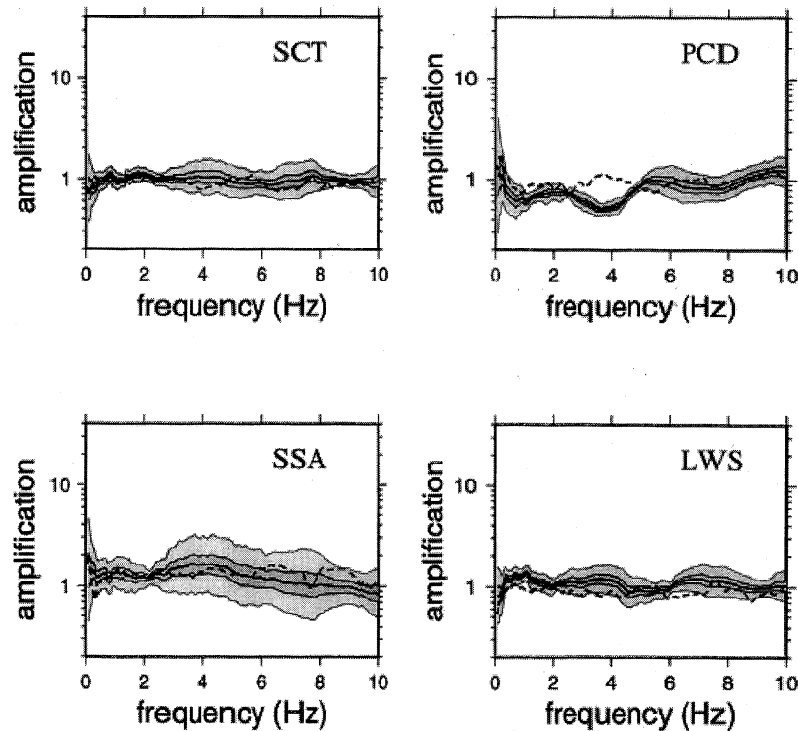 SCT
amplification
10
1
0 2 4 6 8 10
frequency (Hz)
PCD
amplification
10
1
0 2 4 6 8 10
frequency (Hz)
SSA
amplification
10
1
0 2 4 6 8 10
frequency (Hz)
LWS
amplification
10
1
0 2 4 6 8 10
frequency (Hz)